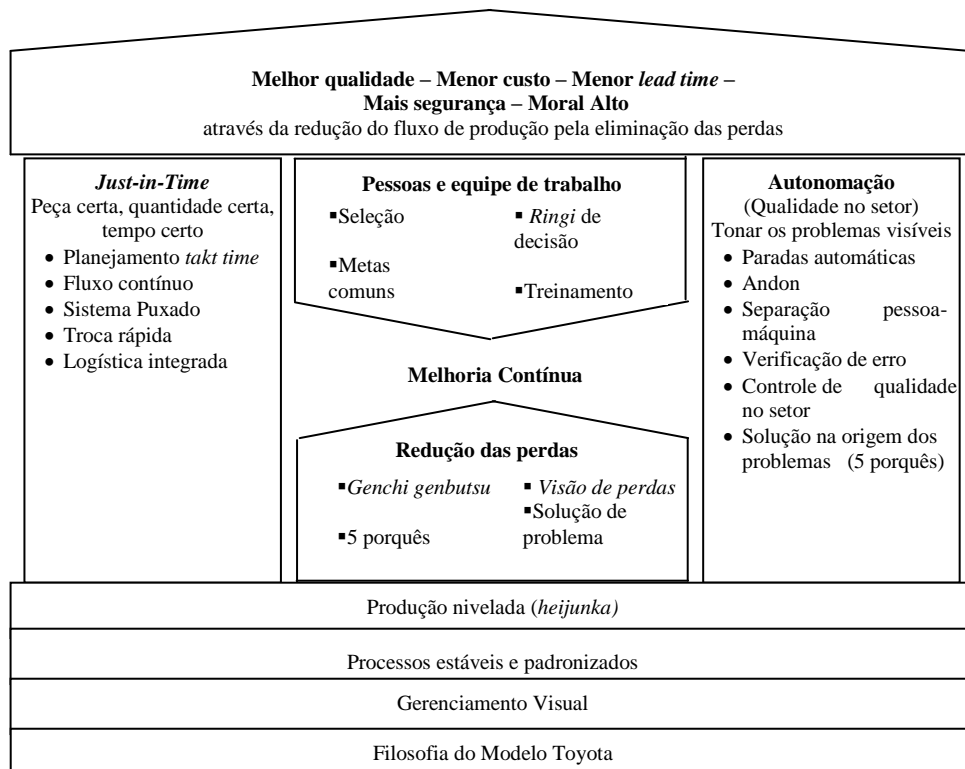 Melhor qualidade – Menor custo – Menor lead time –
Mais segurança – Moral Alto
através da redução do fluxo de produção pela eliminação das perdas
Just-in-Time
Peça certa, quantidade certa,
tempo certo
• Planejamento takt time
• Fluxo contínuo
• Sistema Puxado
• Troca rápida
• Logística integrada
Pessoas e equipe de trabalho
▪Seleção
▪Metas
comuns
▪Ringi de
decisão
▪Treinamento
Melhoria Contínua
Redução das perdas
▪Genchi genbutsu
▪5 porquês
▪Visão de perdas
▪Solução de
problema
Autonomação
(Qualidade no setor)
Tonar os problemas visíveis
• Paradas automáticas
• Andon
• Separação pessoa-
máquina
• Verificação de erro
• Controle de qualidade
no setor
• Solução na origem dos
problemas (5 porquês)
Produção nivelada (heijunka)
Processos estáveis e padronizados
Gerenciamento Visual
Filosofia do Modelo Toyota